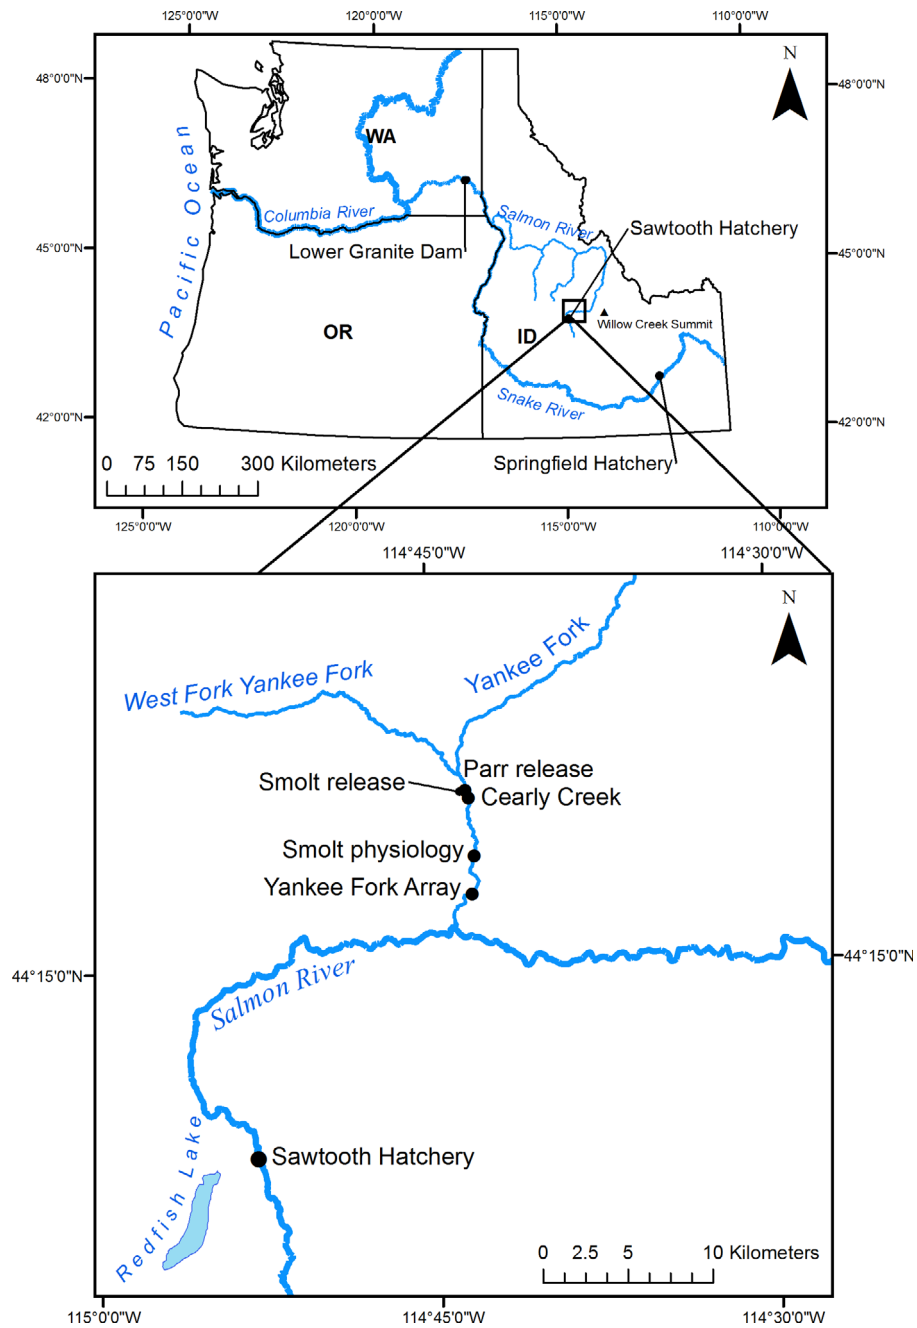 125°0'0"W
120°0'0"W
115°0'0"W
110°0'0"W
N
48°0'0"N
48°0'0"N
WA
Pacific Ocean
Columbia River
Salmon River
Sawtooth Hatchery
Lower Granite Dam
45°0'0"N
45°0'0"N
Willow Creek Summit
OR
ID
Snake River
42°0'0"N
42°0'0"N
Springfield Hatchery
0 75 150 300 Kilometers
125°0'0"W
120°0'0"W
115°0'0"W
110°0'0"W
114°45'0"W
114°30'0"W
N
Yankee Fork
West Fork Yankee Fork
Parr release
Smolt release
Cearly Creek
Smolt physiology
Yankee Fork Array
44°15'0"N
44°15'0"N
Salmon River
Redfish Lake
Sawtooth Hatchery
0 2.5 5 10 Kilometers
115°0'0"W
114°45'0"W
114°30'0"W